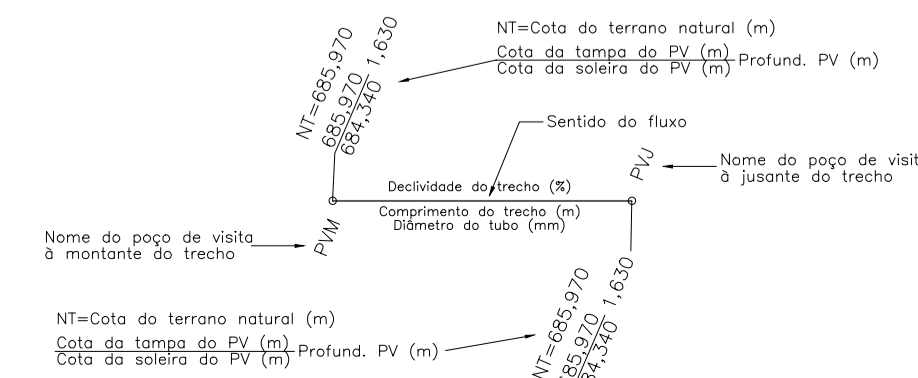 NT=Cota do terrano natural (m)
Cota da tampa do PV (m)
Cota da soleira do PV (m)
Profund. PV (m)
NT=685,970
685,970
684,340
1,630
Sentido do fluxo
PVJ
Nome do poço de visit
à jusante do trecho
Declividade do trecho (%)
Comprimento do trecho (m)
Diâmetro do tubo (mm)
PVM
Nome do poço de visita
à montante do trecho
NT=Cota do terrano natural (m)
Cota da tampa do PV (m)
Cota da soleira do PV (m)
Profund. PV (m)
NT=685,970
85,970
84,340
1,630